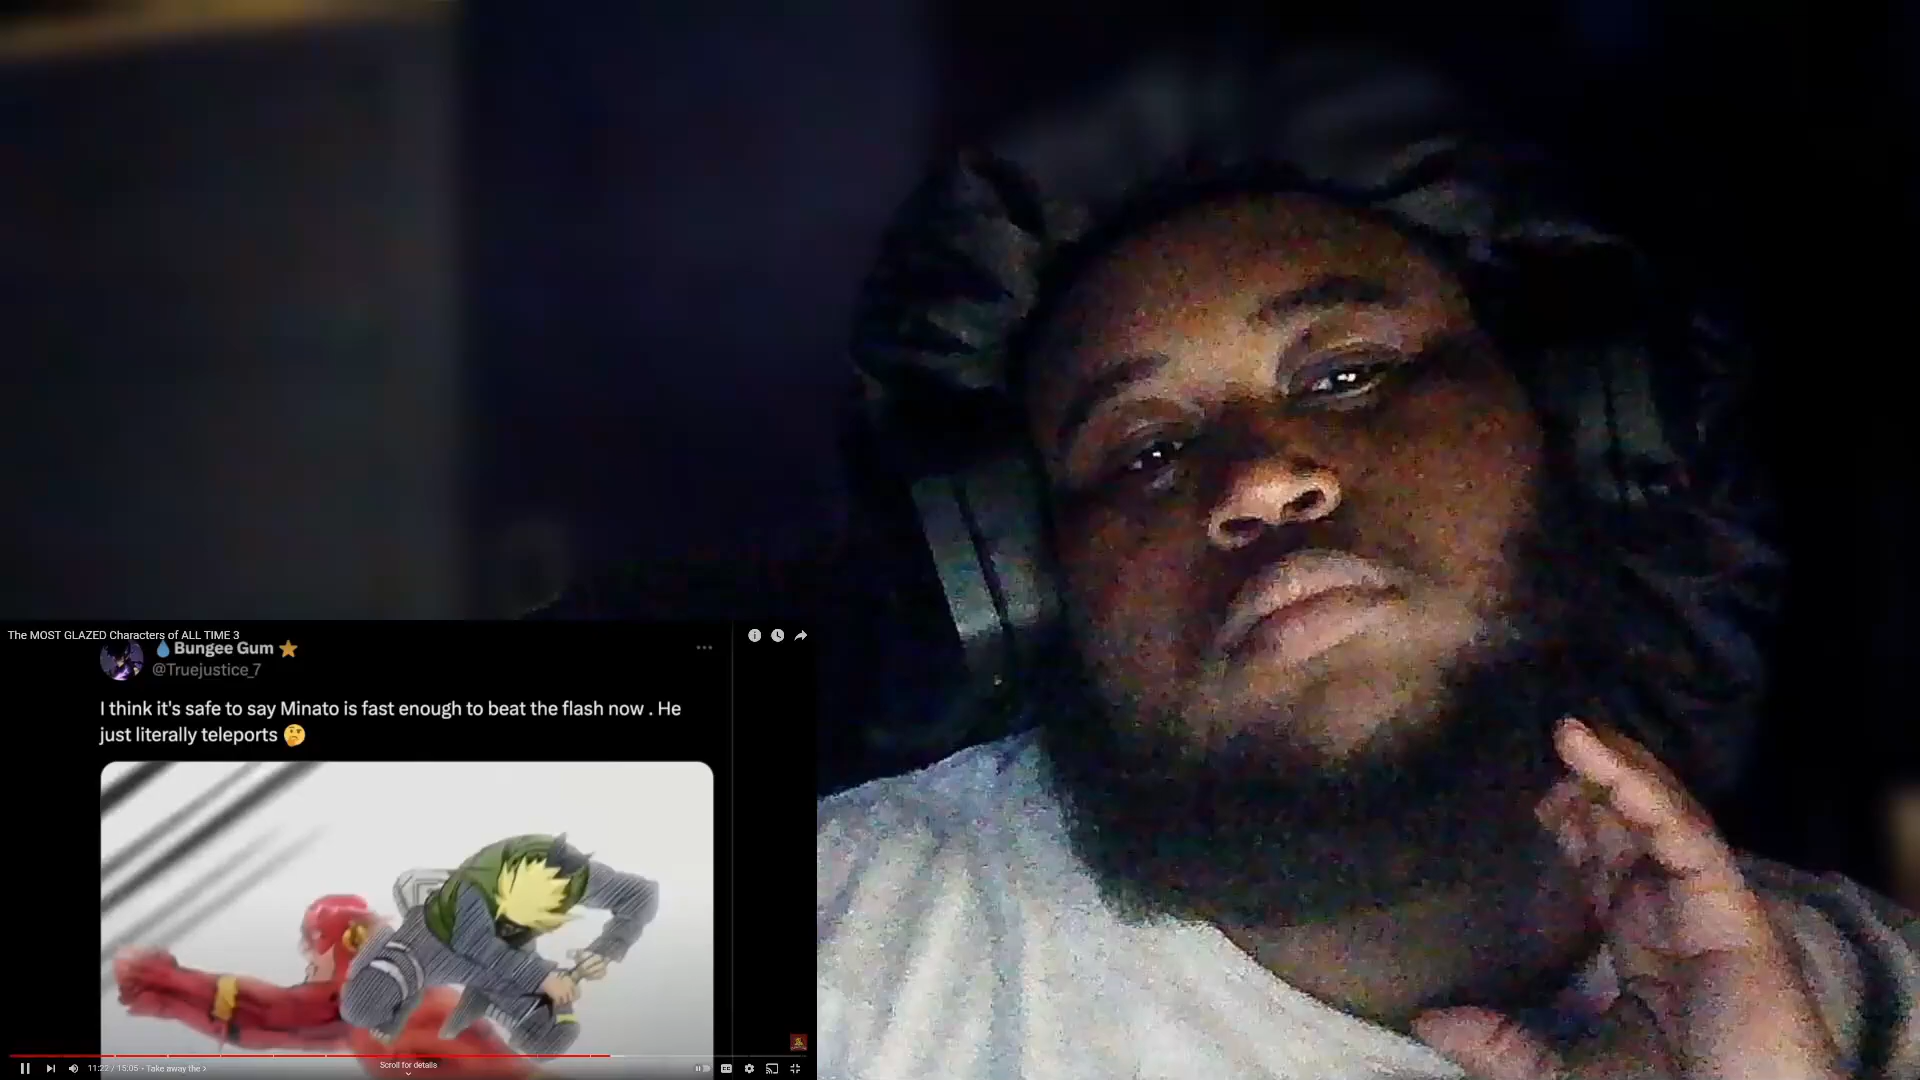 The MOST GLAZED Characters of ALL TIME 3
💧Bungee Gum ⭐
@Truejustice_7
I think it's safe to say Minato is fast enough to beat the flash now . He
just literally teleports 🤔
11:22 / 15:05 • Take away the >
Scroll for details